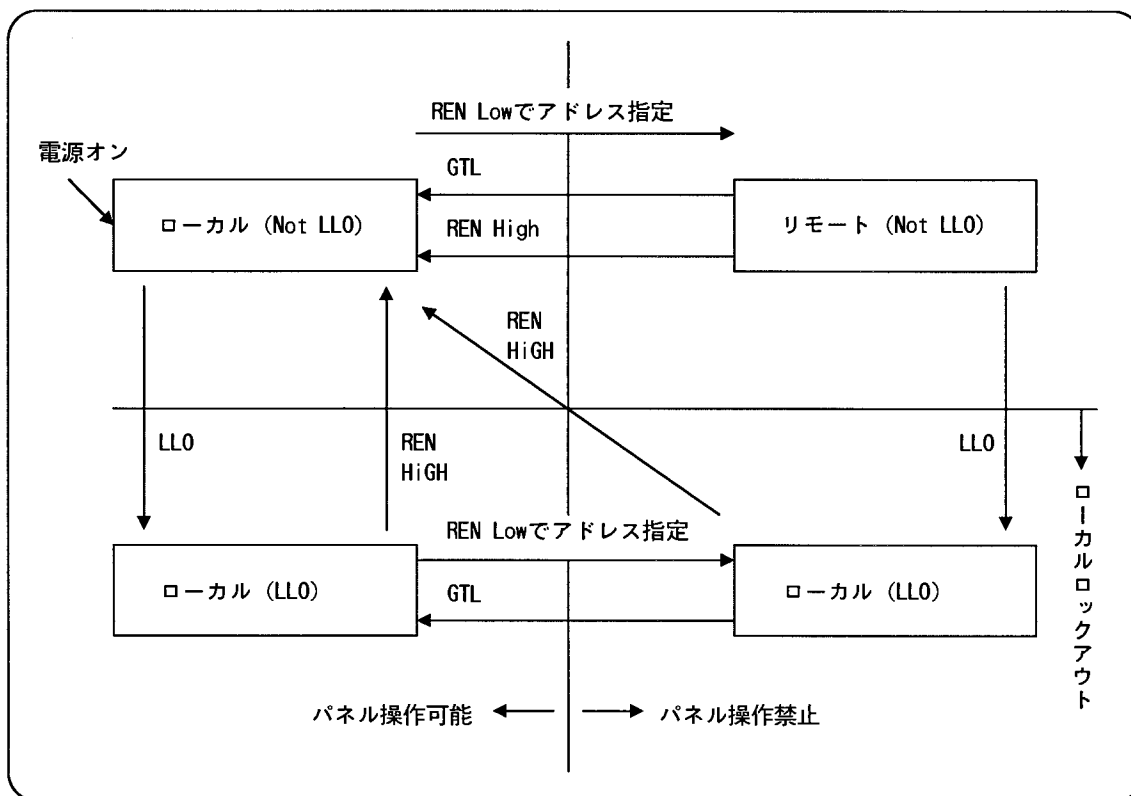 REN Lowでアドレス指定
電源オン
GTL
ローカル (Not LLO)
REN High
リモート (Not LLO)
REN
HiGH
LLO
REN
HiGH
LLO
ローカルロックアウト
REN Lowでアドレス指定
ローカル (LLO)
GTL
ローカル (LLO)
パネル操作可能
パネル操作禁止